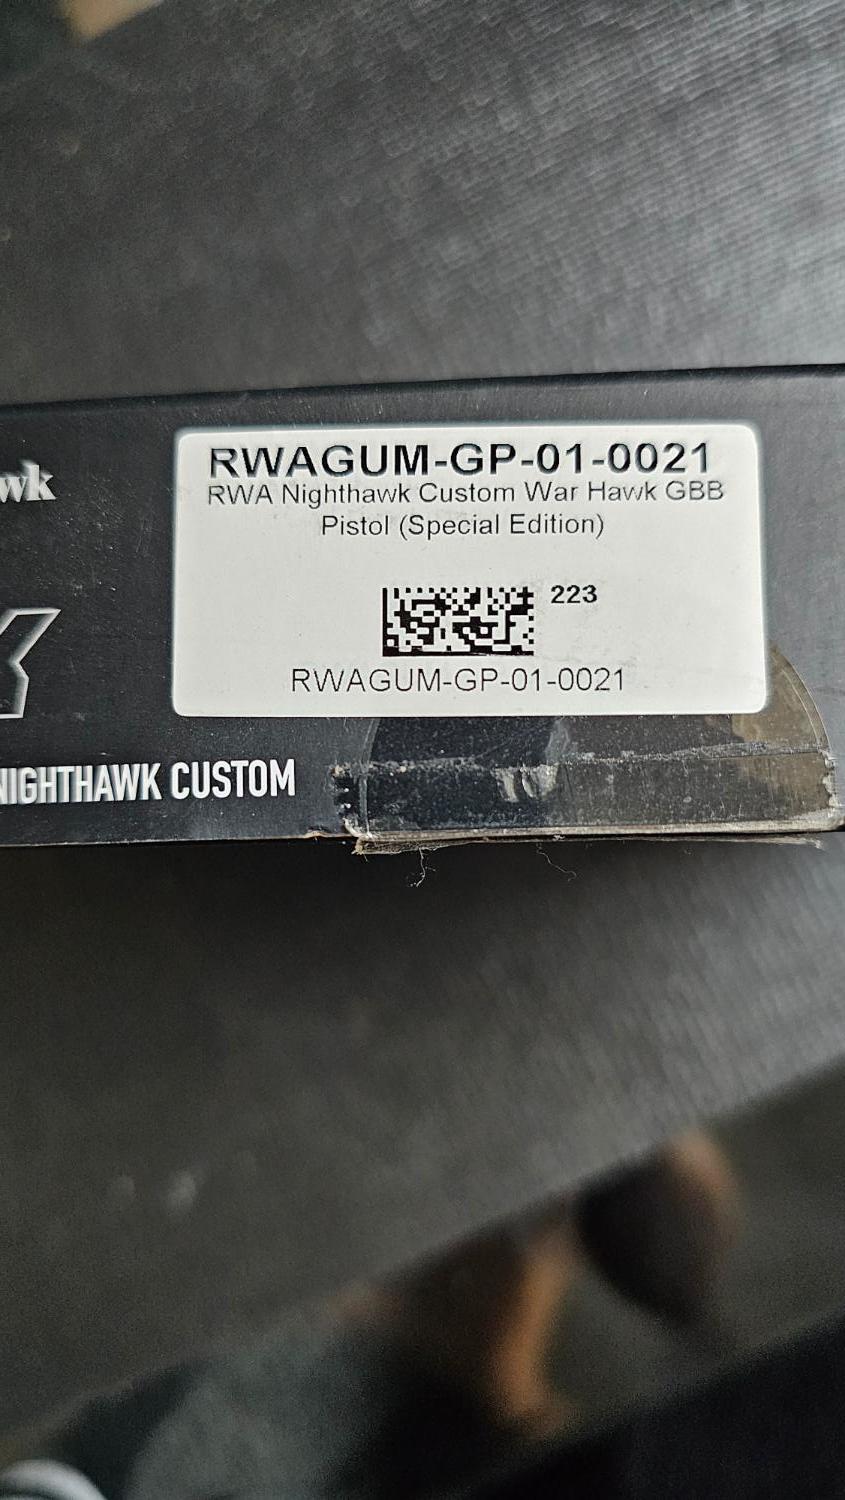 wk
RWAGUM-GP-01-0021
RWA Nighthawk Custom War Hawk GBB
Pistol (Special Edition)
223
RWAGUM-GP-01-0021
K
NIGHTHAWK CUSTOM